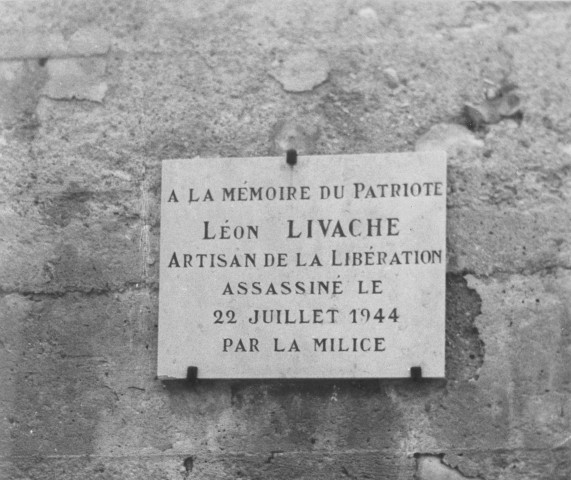 A LA MÉMOIRE DU PATRIOTE
LÉON LIVACHE
ARTISAN DE LA LIBÉRATION
ASSASSINÉ LE
22 JUILLET 1944
PAR LA MILICE